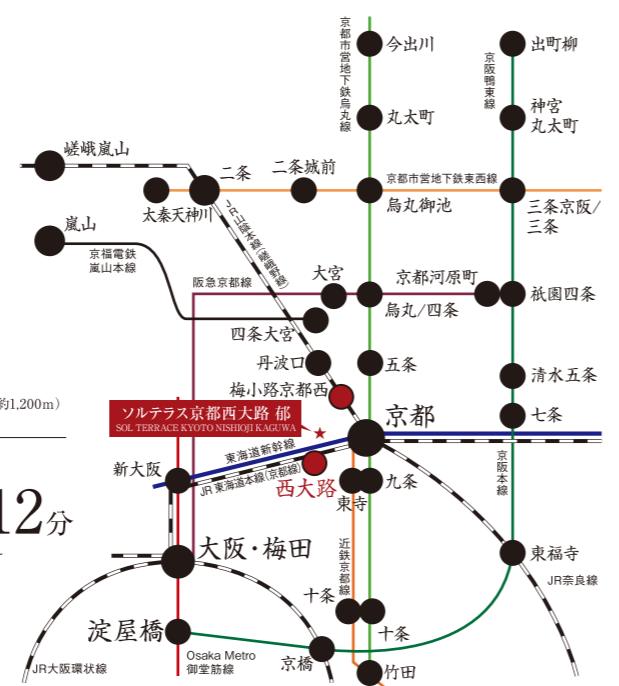 京都市営地下鉄烏丸線
今出川
京阪鴨東線
出町柳
丸太町
神宮
丸太町
嵯峨嵐山
二条
二条城前
京都市営地下鉄東西線
太秦天神川
烏丸御池
三条京阪/
三条
嵐山
京福電鉄
嵐山本線
JR山陰本線(嵯峨野線)
阪急京都線
大宮
京都河原町
烏丸/四条
祇園四条
四条大宮
丹波口
五条
清水五条
梅小路京都西
約1,200m)
ソルテラス京都西大路 郁
SOL TERRACE KYOTO NISHIOJI KAGUWA
京都
七条
東海道新幹線
新大阪
JR東海道本線(京都線)
西大路
九条
東寺
京阪本線
12分
大阪・梅田
近鉄京都線
東福寺
JR奈良線
十条
十条
淀屋橋
Osaka Metro
御堂筋線
京橋
JR大阪環状線
竹田